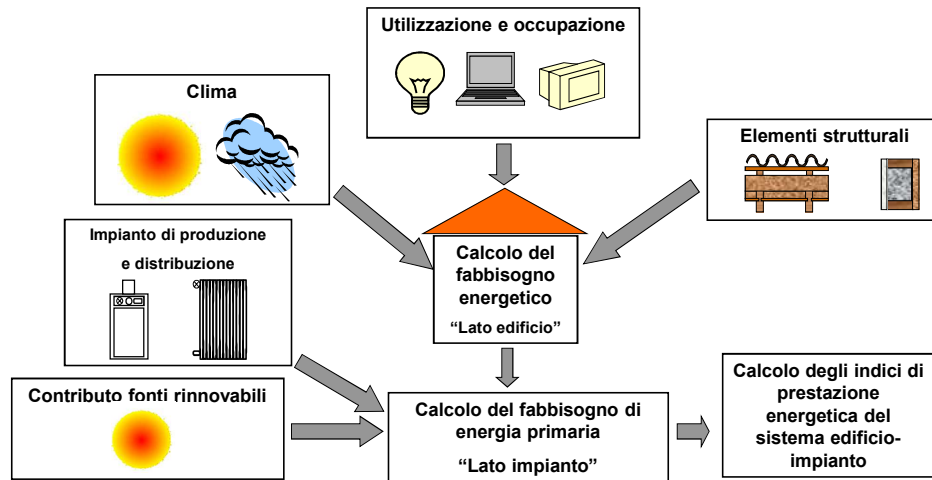 Utilizzazione e occupazione
Clima
Elementi strutturali
Impianto di produzione
e distribuzione
Calcolo del
fabbisogno
energetico
“Lato edificio”
Contributo fonti rinnovabili
Calcolo del fabbisogno di
energia primaria
“Lato impianto”
Calcolo degli indici di
prestazione
energetica del
sistema edificio-
impianto